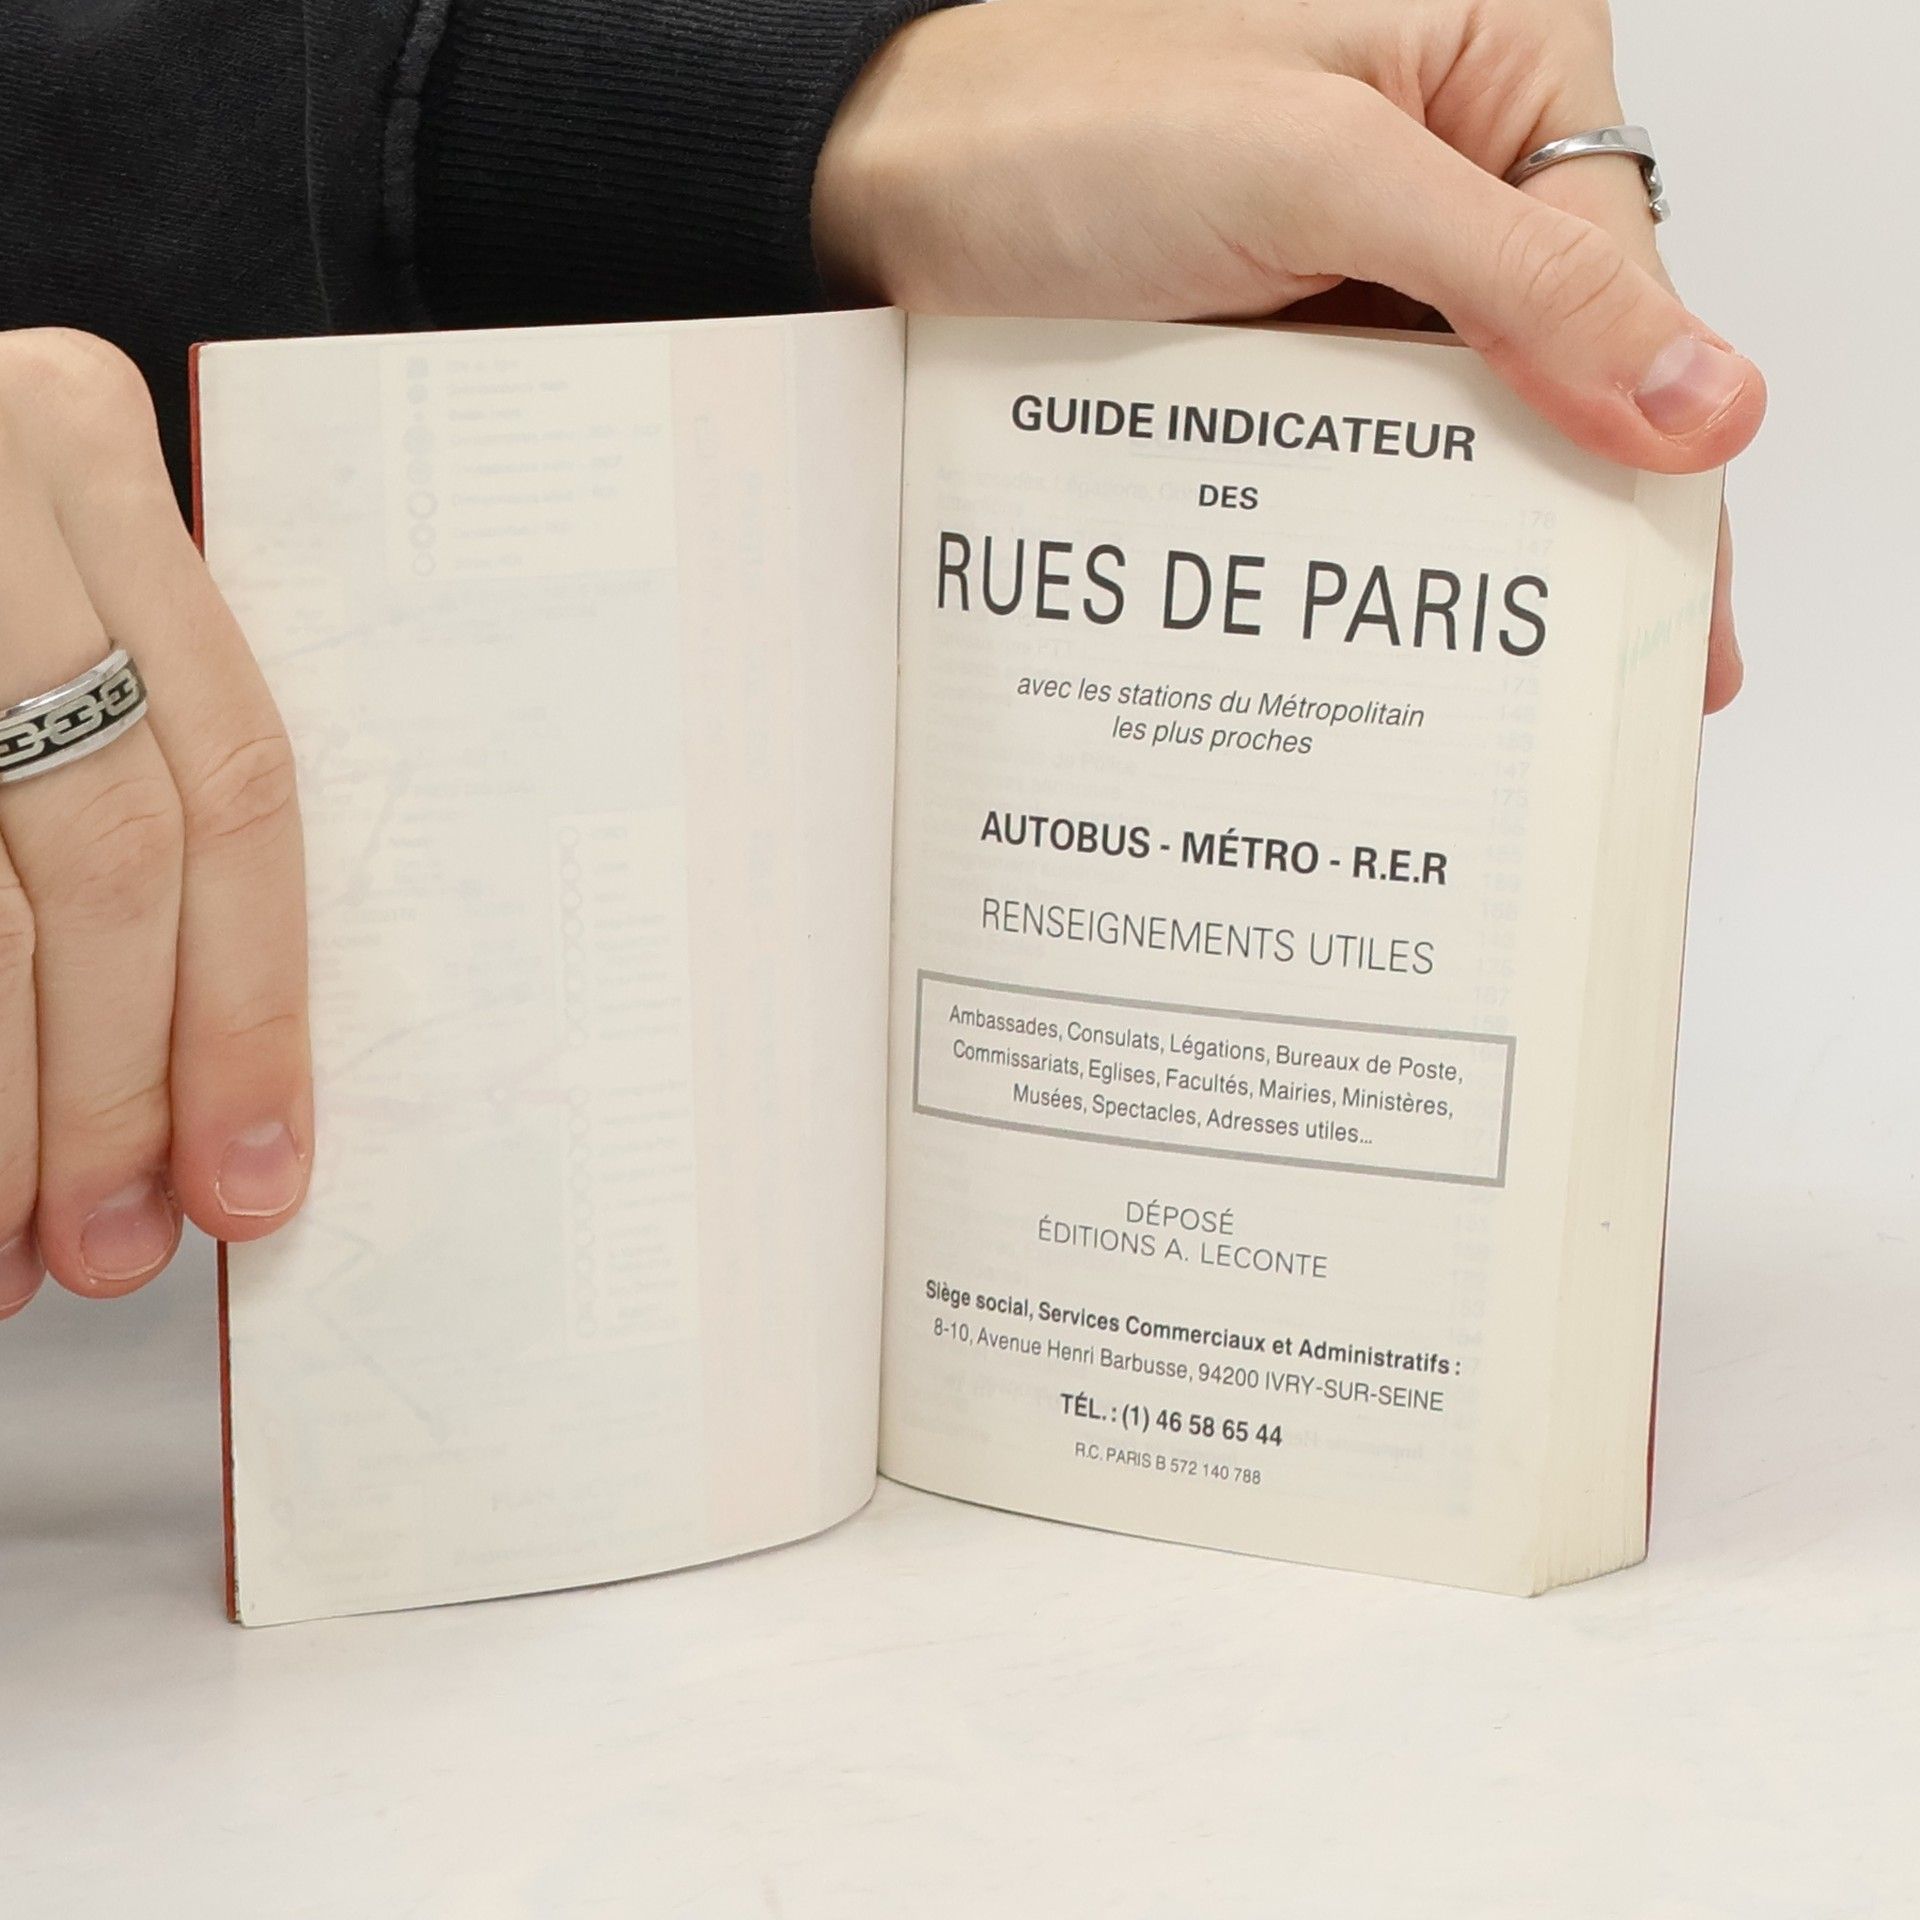 GUIDE INDICATEUR
DES
RUES DE PARIS
avec les stations du Métropolitain
les plus proches
AUTOBUS - MÉTRO - R.E.R
RENSEIGNEMENTS UTILES
Ambassades, Consulats, Légations, Bureaux de Poste,
Commissariats, Eglises, Facultés, Mairies, Ministères,
Musées, Spectacles, Adresses utiles...
DÉPOSÉ
ÉDITIONS A. LECONTE
Siège social, Services Commerciaux et Administratifs :
8-10, Avenue Henri Barbusse, 94200 IVRY-SUR-SEINE
TÉL. : (1) 46 58 65 44
R.C. PARIS B 572 140 788